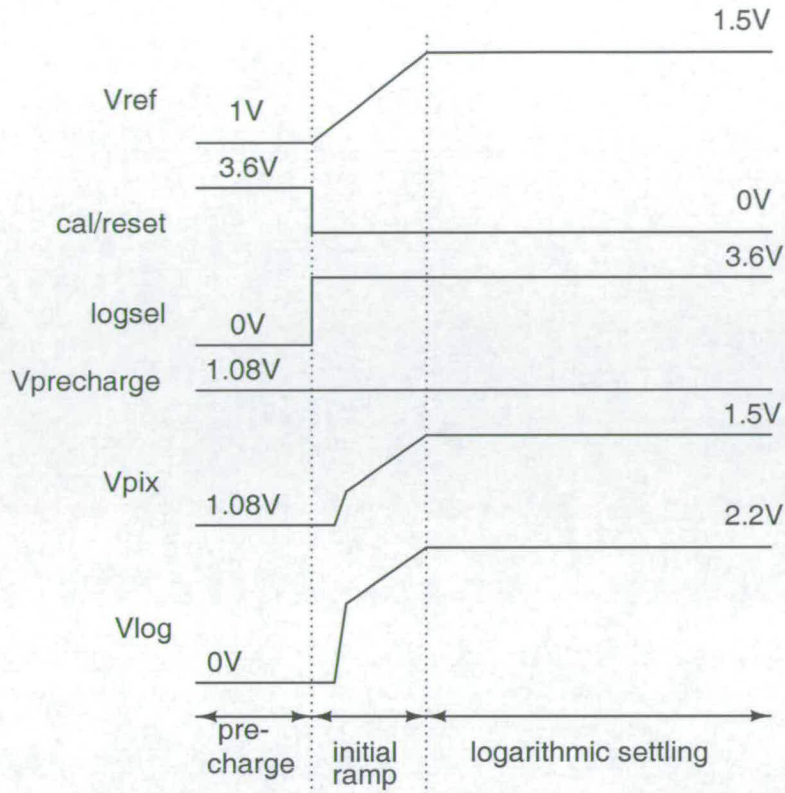 1.5V
Vref
1V
3.6V
0V
cal/reset
3.6V
logsel
0V
Vprecharge
1.08V
1.5V
Vpix
1.08V
2.2V
Vlog
0V
pre-
charge
initial
ramp
logarithmic settling